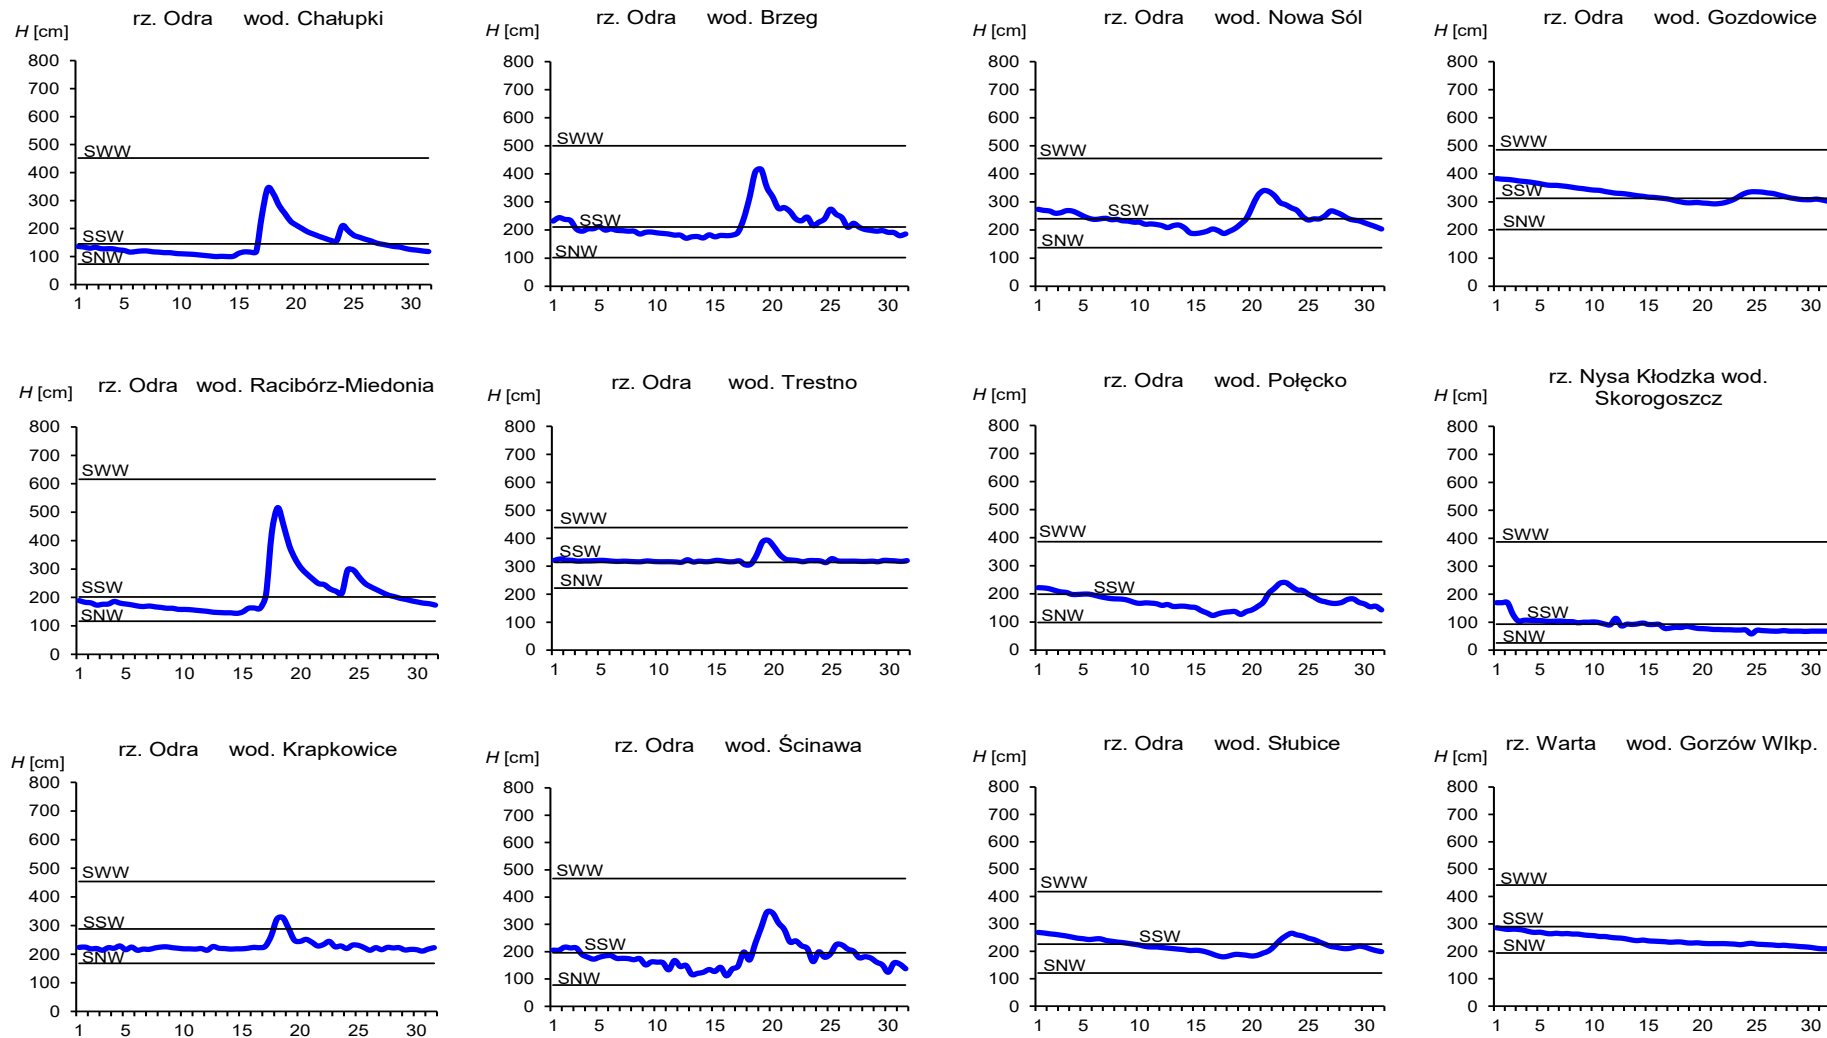 rz. Odra wod. Chałupki
H [cm]
800
700
600
500
400
300
200
100
0
SWW
SSW
SNW
1 5 10 15 20 25 30
rz. Odra wod. Brzeg
H [cm]
800
700
600
500
400
300
200
100
0
SWW
SSW
SNW
1 5 10 15 20 25 30
rz. Odra wod. Nowa Sól
H [cm]
800
700
600
500
400
300
200
100
0
SWW
SSW
SNW
1 5 10 15 20 25 30
rz. Odra wod. Gozdowice
H [cm]
800
700
600
500
400
300
200
100
0
SWW
SSW
SNW
1 5 10 15 20 25 30
rz. Odra wod. Racibórz-Miedonia
H [cm]
800
700
600
500
400
300
200
100
0
SWW
SSW
SNW
1 5 10 15 20 25 30
rz. Odra wod. Trestno
H [cm]
800
700
600
500
400
300
200
100
0
SWW
SSW
SNW
1 5 10 15 20 25 30
rz. Odra wod. Połęcko
H [cm]
800
700
600
500
400
300
200
100
0
SWW
SSW
SNW
1 5 10 15 20 25 30
rz. Nysa Kłodzka wod.
Skorogoszcz
H [cm]
800
700
600
500
400
300
200
100
0
SWW
SSW
SNW
1 5 10 15 20 25 30
rz. Odra wod. Krapkowice
H [cm]
800
700
600
500
400
300
200
100
0
SWW
SSW
SNW
1 5 10 15 20 25 30
rz. Odra wod. Ścinawa
H [cm]
800
700
600
500
400
300
200
100
0
SWW
SSW
SNW
1 5 10 15 20 25 30
rz. Odra wod. Słubice
H [cm]
800
700
600
500
400
300
200
100
0
SWW
SSW
SNW
1 5 10 15 20 25 30
rz. Warta wod. Gorzów Wlkp.
H [cm]
800
700
600
500
400
300
200
100
0
SWW
SSW
SNW
1 5 10 15 20 25 30